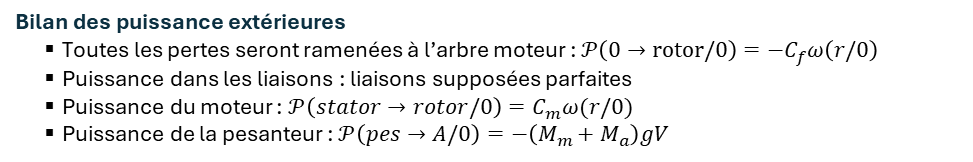 Bilan des puissance extérieures
▪ Toutes les pertes seront ramenées à l’arbre moteur : 𝒫(0 → rotor/0) = −C_f ω(r/0)
▪ Puissance dans les liaisons : liaisons supposées parfaites
▪ Puissance du moteur : 𝒫(stator → rotor/0) = C_m ω(r/0)
▪ Puissance de la pesanteur : 𝒫(pes → A/0) = −(M_m + M_a)gV